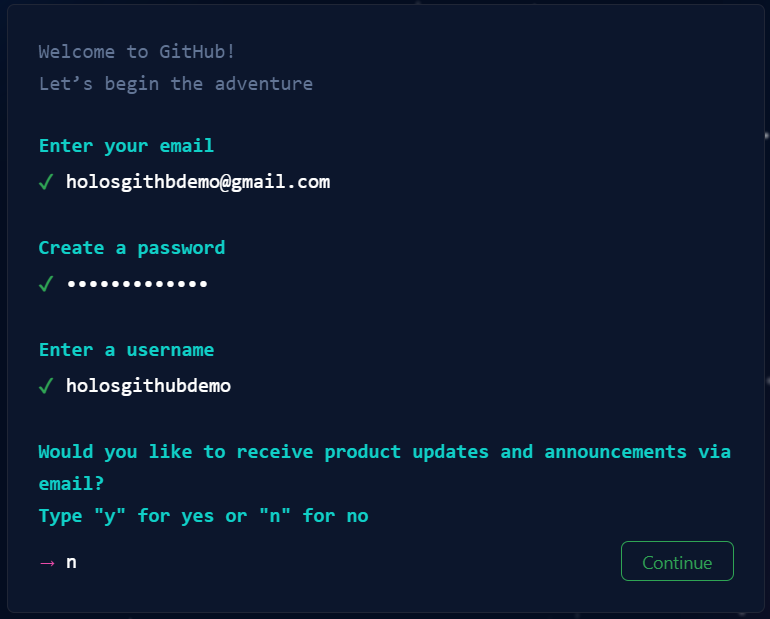 Welcome to GitHub!
Let’s begin the adventure
Enter your email
✓ holosgithbdemo@gmail.com
Create a password
✓ •••••••••••••
Enter a username
✓ holosgithubdemo
Would you like to receive product updates and announcements via
email?
Type "y" for yes or "n" for no
→ n
Continue